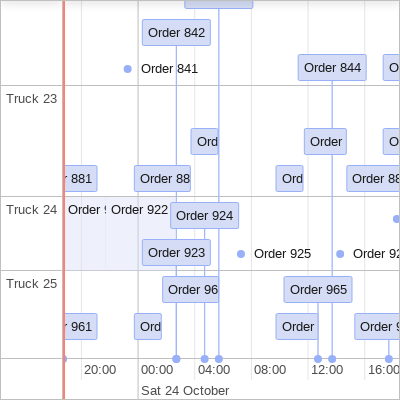 Order 842
Order 841
Order 844
O
Truck 23
Ord
Order
O
881
Order 88
Ord
Order 88
Truck 24
Order 9
Order 922
Order 924
Order 923
Order 925
Order 92
Truck 25
Order 96
Order 965
961
Ord
Order
Order 9
20:00
00:00
04:00
08:00
12:00
16:00
Sat 24 October